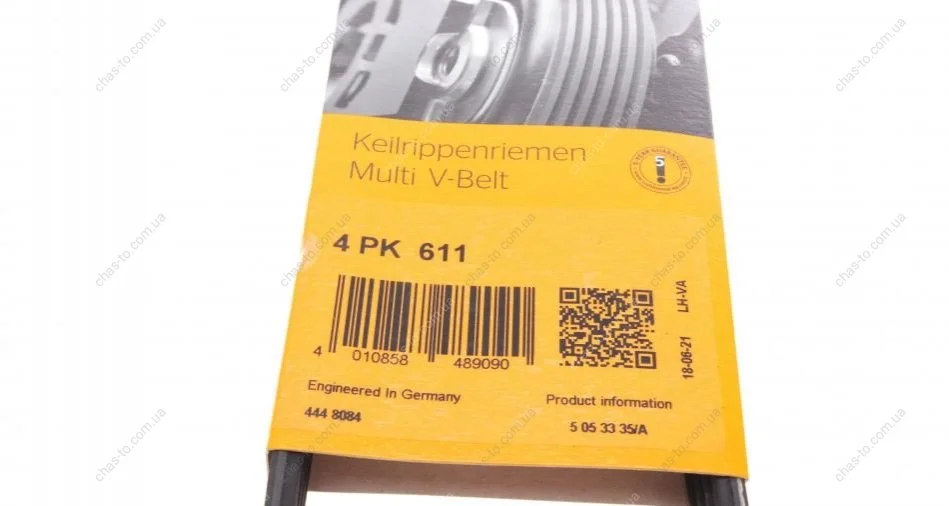 Keilrippenriemen
Multi V-Belt
5
4 PK 611
4 010858 489090
LH-VA
18-06-21
Engineered In Germany
Product information
444 8084
5 05 33 35/A
chas-to.com.ua